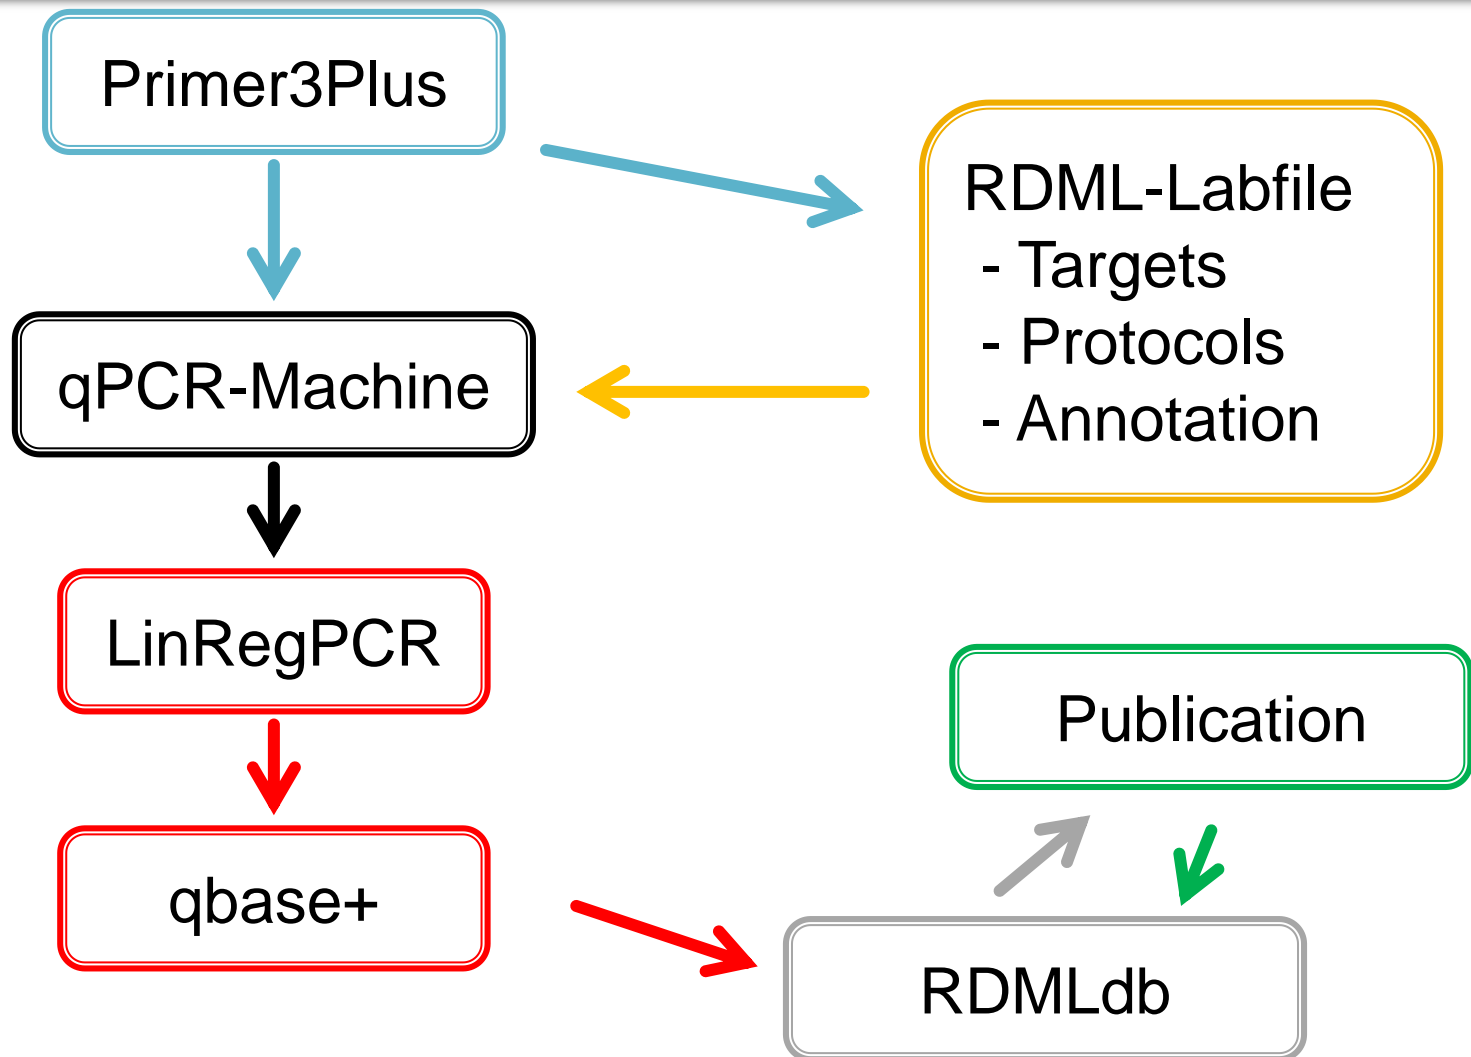 Primer3Plus
RDML-Labfile
- Targets
- Protocols
- Annotation
qPCR-Machine
LinRegPCR
Publication
qbase+
RDMLdb